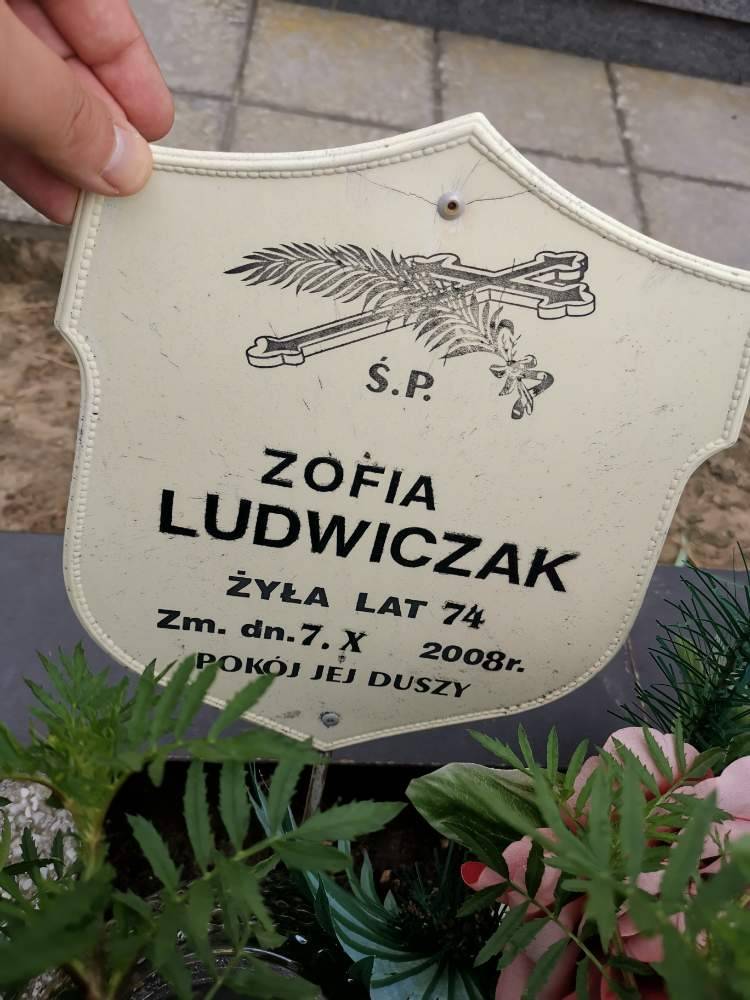 Ś.P.
ZOFIA
LUDWICZAK
ŻYŁA LAT 74
Zm. dn. 7. X 2008r.
POKÓJ JEJ DUSZY